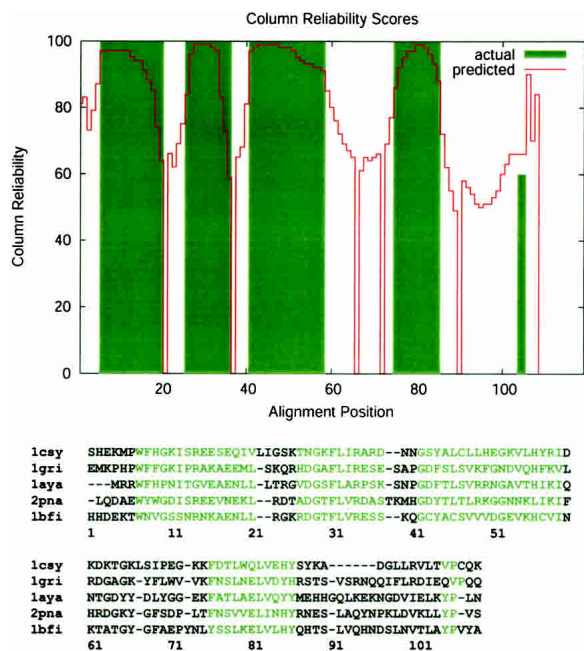 Column Reliability Scores
Column Reliability
100
80
60
40
20
0
actual
predicted
20
40
60
80
100
Alignment Position
1csy SHEKMPWFHGKISREESEQIVLIGSKTNGKFLIRARD--NNGSYALCLLHEGKVLHYRID
1gri EMKPHPWFFGKIPRAKAEEML-SKQRHDGAFLIRESE-SAPGDFSLSVKFGNDVQHFKVL
1aya ---MRRWFHPNITGVEAENLL-LTRGVDGSFLARPSK-SNPGDFTLSVRRNGAVTHIKIQ
2pna -LQDAEWYWGDISREEVNEKL-RDTADGTFLVRDASTKMHGDYTLTLRKGGNNKLIKIF
1bfi HHDEKTWNVGSSNRNKAENLL-RGKRDGTFLVRESS--KQGCYACSVVVDGEVKHCVIN
1 11 21 31 41 51
1csy KDKTGKLSIPEG-KKFDTLWQLVEHYSYKA------DGLLRVLTVPCQK
1gri RDGAGK-YFLWV-VKFNSLNELVDYHRSTS-VSRNQQIFLRDIEQVPQQ
1aya NTGDYY-DLYGG-EKFATLAELVQYYMEHHGQLKEKNGDVIELKYP-LN
2pna HRDGKY-GFSDP-LTFNSVVELINHYRNES-LAQYNPKLDVKLLYP-VS
1bfi KTATGY-GFAEPYNLYSSLKELVLHYQHTS-LVQHNDSLNVTLAYPVYA
61 71 81 91 101